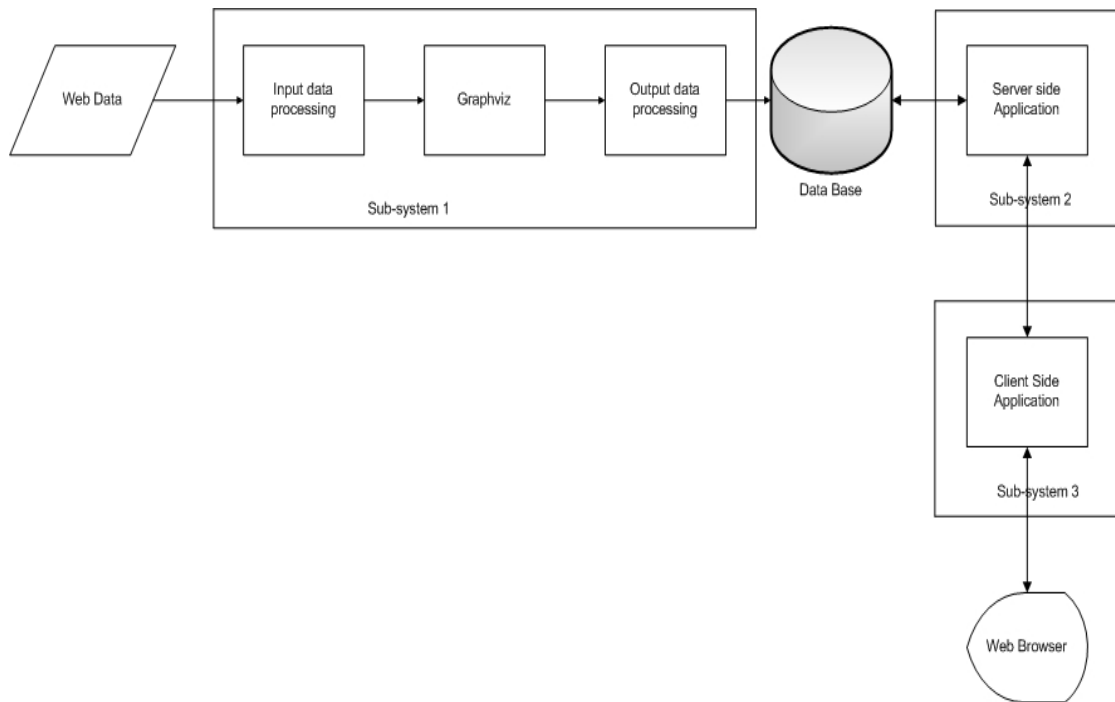 Web Data
Input data
processing
Graphviz
Output data
processing
Sub-system 1
Data Base
Server side
Application
Sub-system 2
Client Side
Application
Sub-system 3
Web Browser